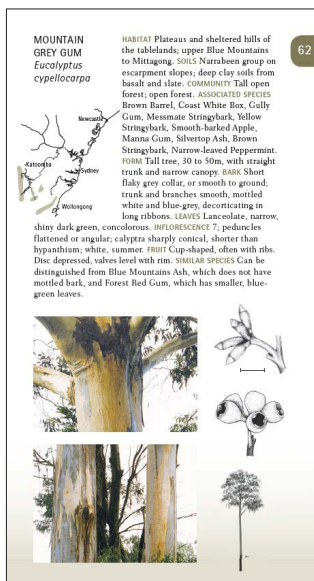 MOUNTAIN
GREY GUM
Eucalyptus
cypellocarpa
62
Newcastle
Katoomba
Sydney
Wollongong
HABITAT Plateaus and sheltered hills of
the tablelands; upper Blue Mountains
to Mittagong. SOILS Narrabeen group on
escarpment slopes; deep clay soils from
basalt and slate. COMMUNITY Tall open
forest; open forest. ASSOCIATED SPECIES
Brown Barrel, Coast White Box, Gully
Gum, Messmate Stringybark, Yellow
Stringybark, Smooth-barked Apple,
Manna Gum, Silvertop Ash, Brown
Stringybark, Narrow-leaved Peppermint.
FORM Tall tree, 30 to 50m, with straight
trunk and narrow canopy. BARK Short
flaky grey collar, or smooth to ground;
trunk and branches smooth, mottled
white and blue-grey, decorticating in
long ribbons. LEAVES Lanceolate, narrow,
shiny dark green, concolorous. INFLORESCENCE 7; peduncles
flattened or angular; calyptra sharply conical, shorter than
hypanthium; white, summer. FRUIT Cup-shaped, often with ribs.
Disc depressed, valves level with rim. SIMILAR SPECIES Can be
distinguished from Blue Mountains Ash, which does not have
mottled bark, and Forest Red Gum, which has smaller, blue-
green leaves.